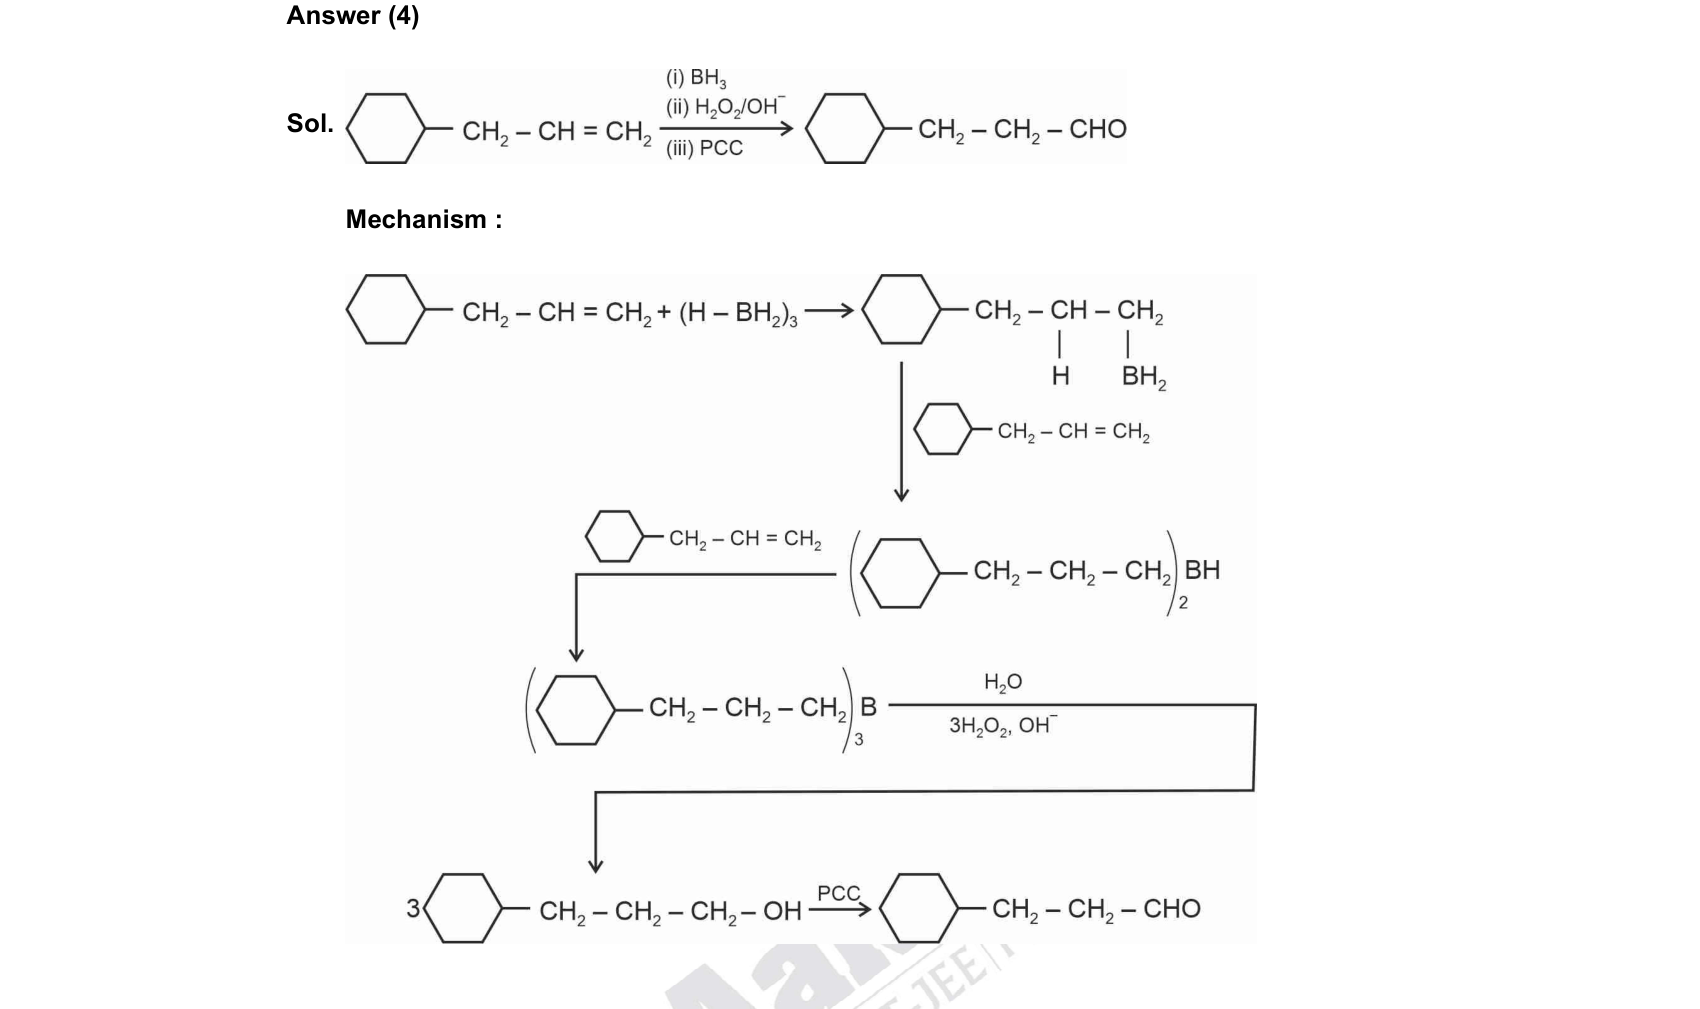 Answer (4)
(i) BH₃
(ii) H₂O₂/OH⁻
Sol. CH₂ – CH = CH₂ (iii) PCC CH₂ – CH₂ – CHO
Mechanism :
CH₂ – CH = CH₂ + (H – BH₂)₃ CH₂ – CH – CH₂
H BH₂
CH₂ – CH = CH₂
CH₂ – CH = CH₂
(CH₂ – CH₂ – CH₂)₂ BH
H₂O
(CH₂ – CH₂ – CH₂)₃ B
3H₂O₂, OH⁻
PCC
3 CH₂ – CH₂ – CH₂ – OH CH₂ – CH₂ – CHO